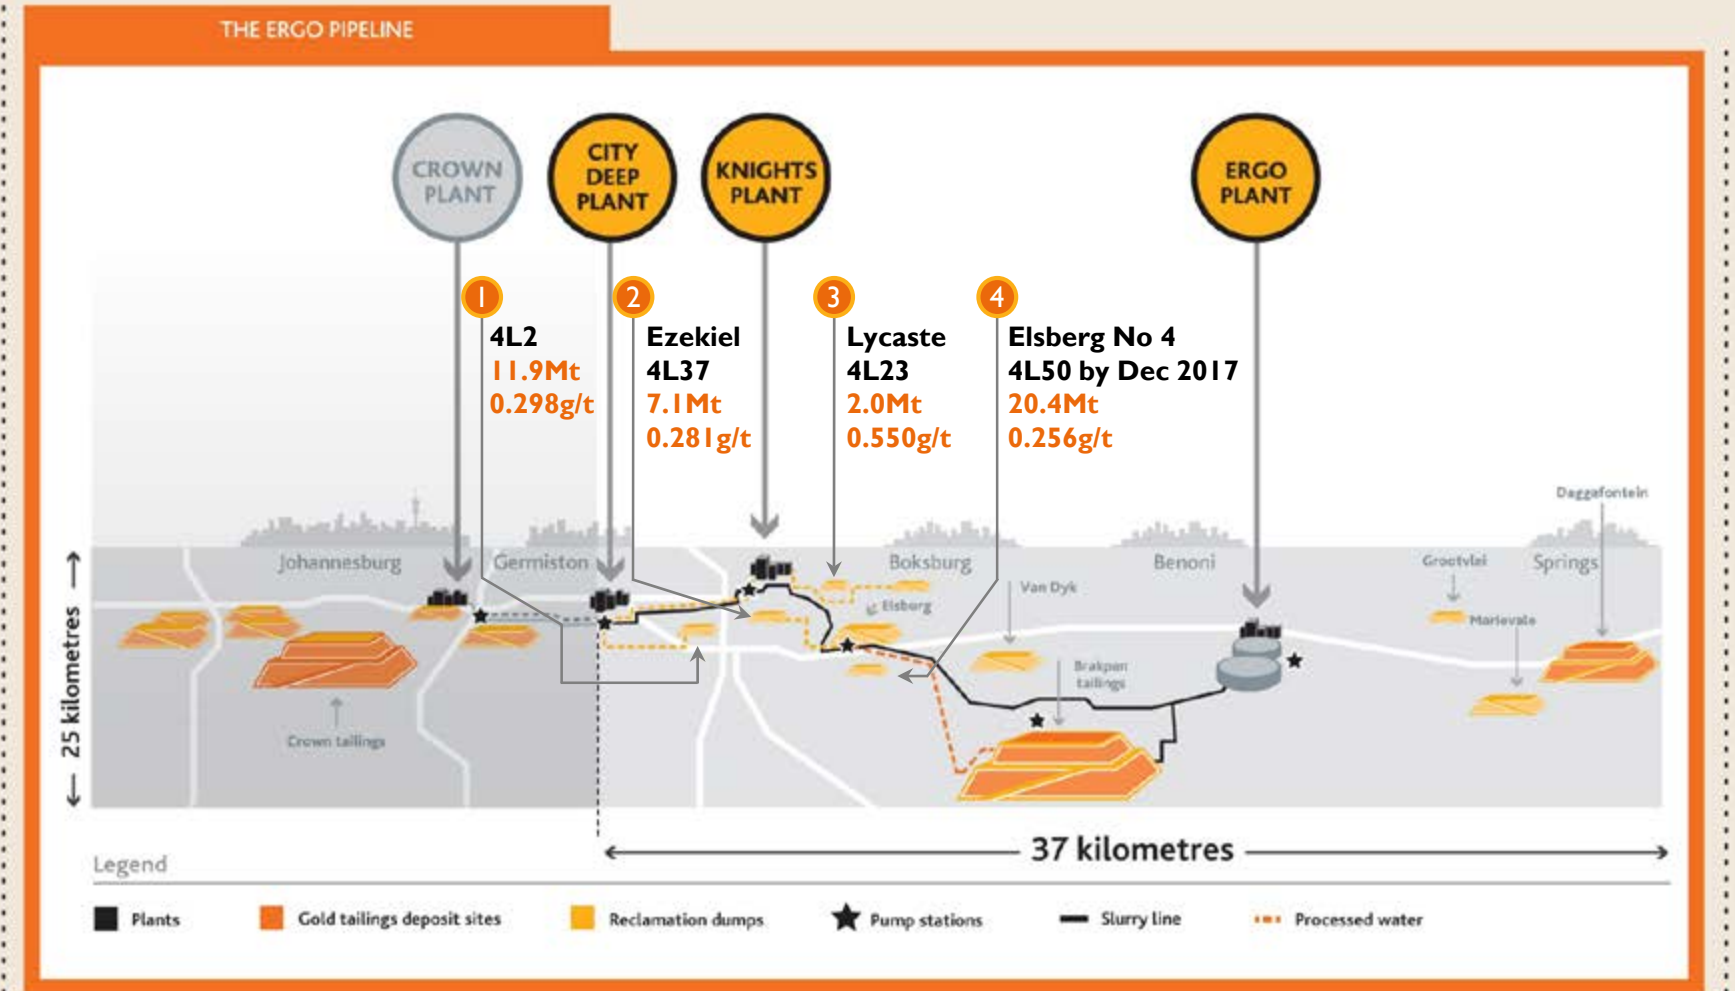 THE ERGO PIPELINE
CROWN
PLANT
CITY
DEEP
PLANT
KNIGHTS
PLANT
ERGO
PLANT
1
4L2
11.9Mt
0.298g/t
2
Ezekiel
4L37
7.1Mt
0.281g/t
3
Lycaste
4L23
2.0Mt
0.550g/t
4
Elsberg No 4
4L50 by Dec 2017
20.4Mt
0.256g/t
Daggafontein
Johannesburg
Germiston
Boksburg
Benoni
Grootvlei
Springs
Van Dyk
Elsburg
Marievale
Brakpan
tailings
Crown tailings
25 kilometres
37 kilometres
Legend
Plants
Gold tailings deposit sites
Reclamation dumps
Pump stations
Slurry line
Processed water